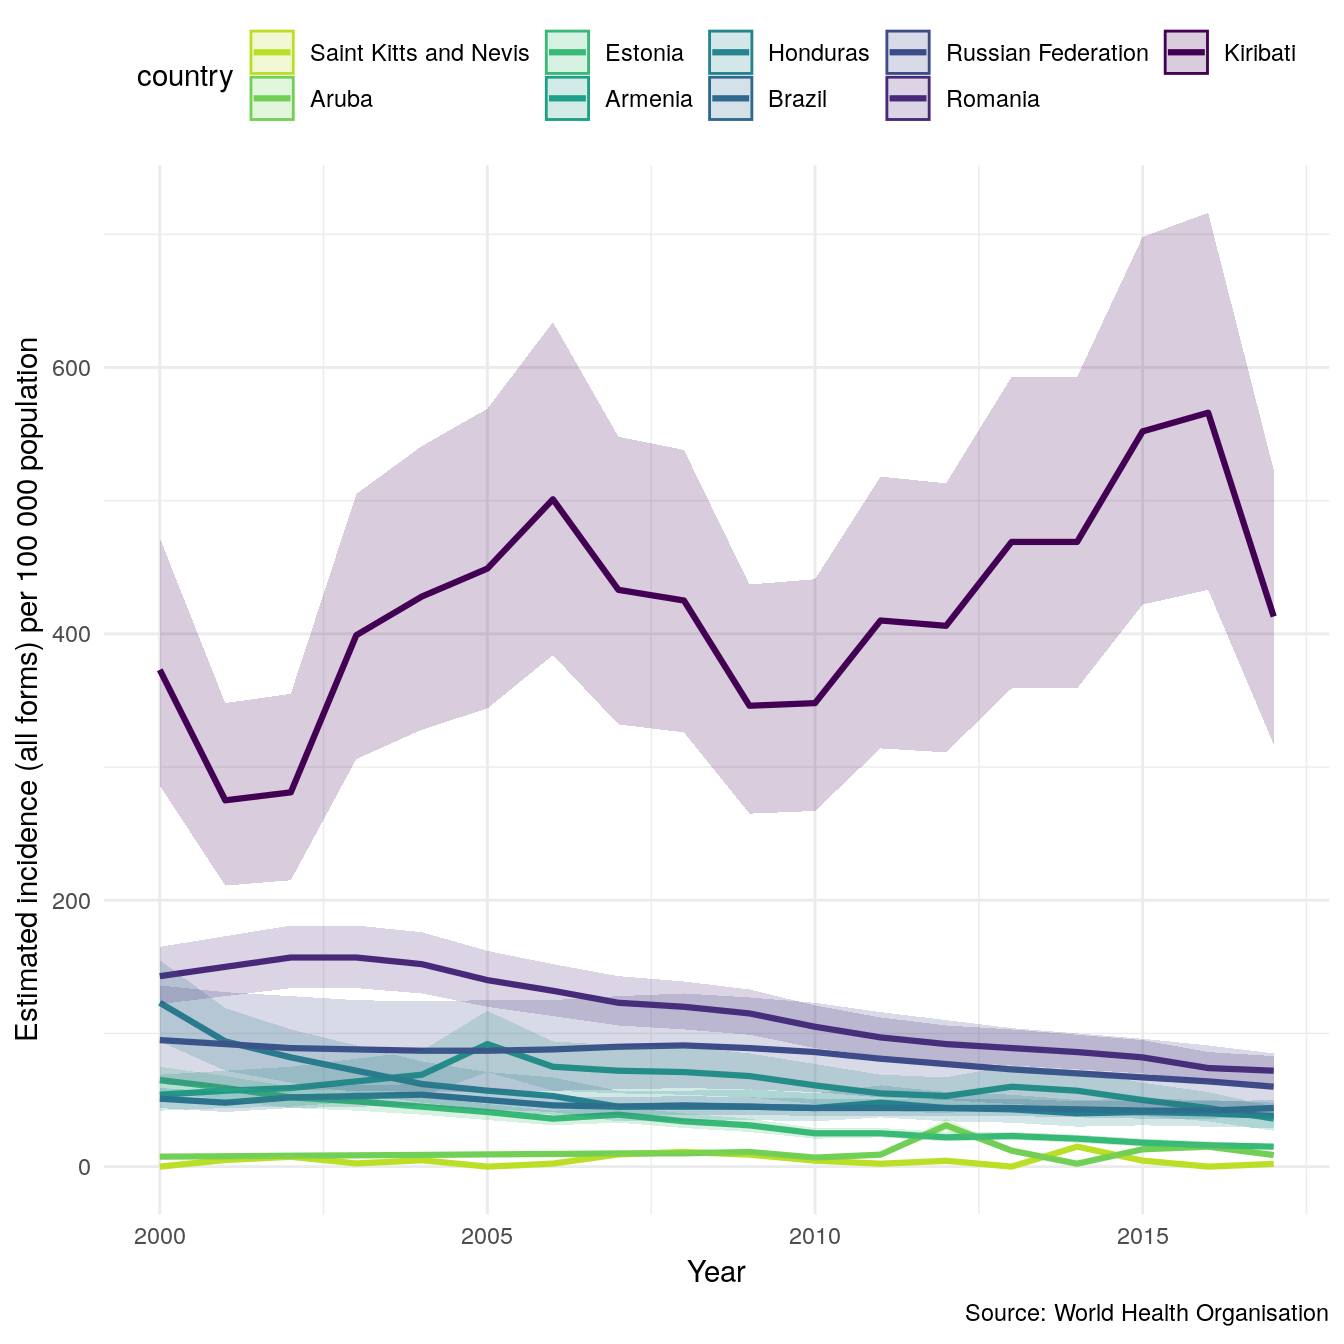 country
Saint Kitts and Nevis
Estonia
Honduras
Russian Federation
Kiribati
Aruba
Armenia
Brazil
Romania
Estimated incidence (all forms) per 100 000 population
600
400
200
0
2000
2005
2010
2015
Year
Source: World Health Organisation